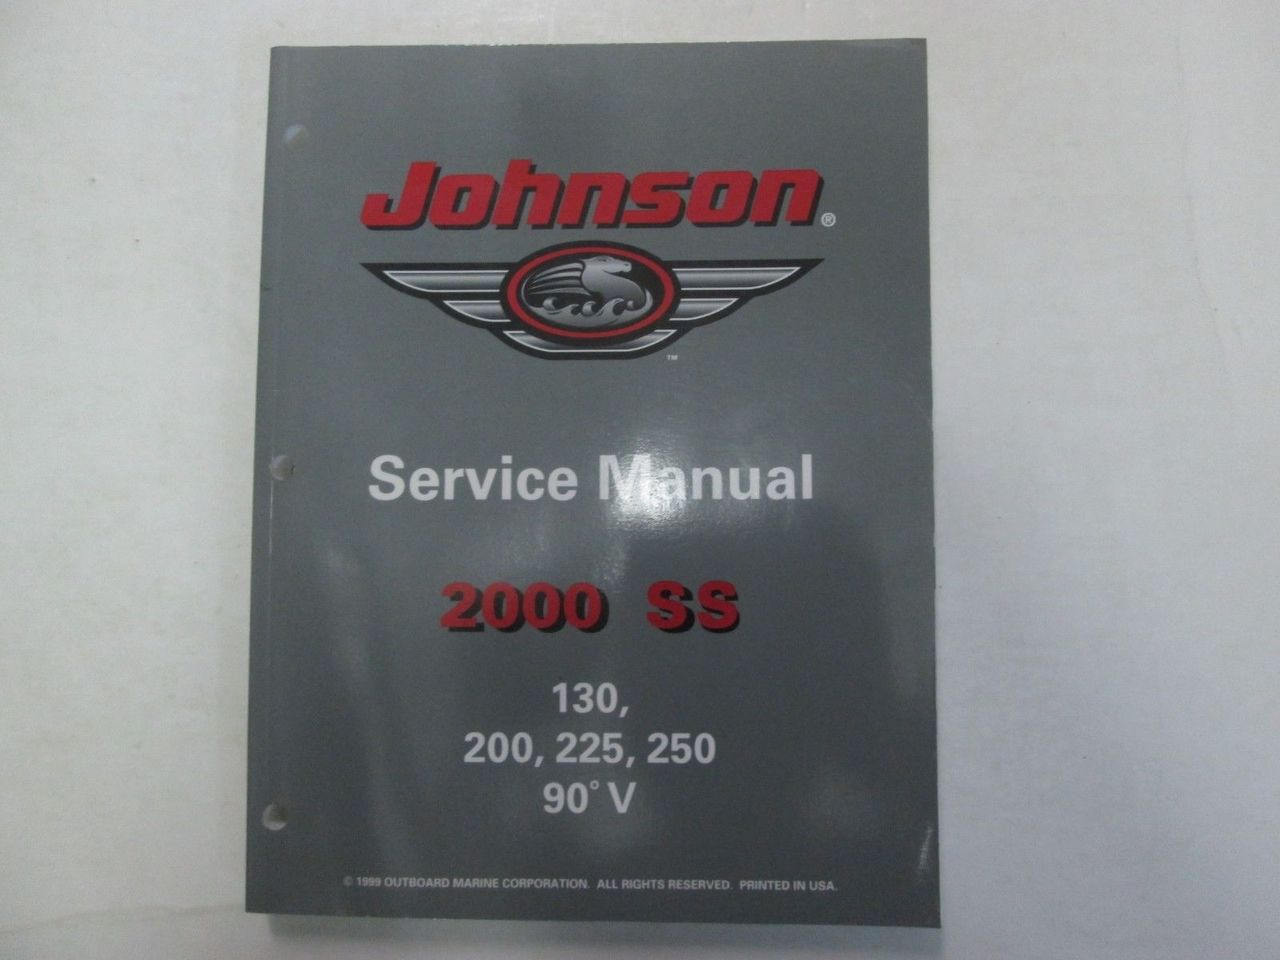 Johnson®
TM
Service Manual
2000 SS
130,
200, 225, 250
90° V
© 1999 OUTBOARD MARINE CORPORATION. ALL RIGHTS RESERVED. PRINTED IN USA.